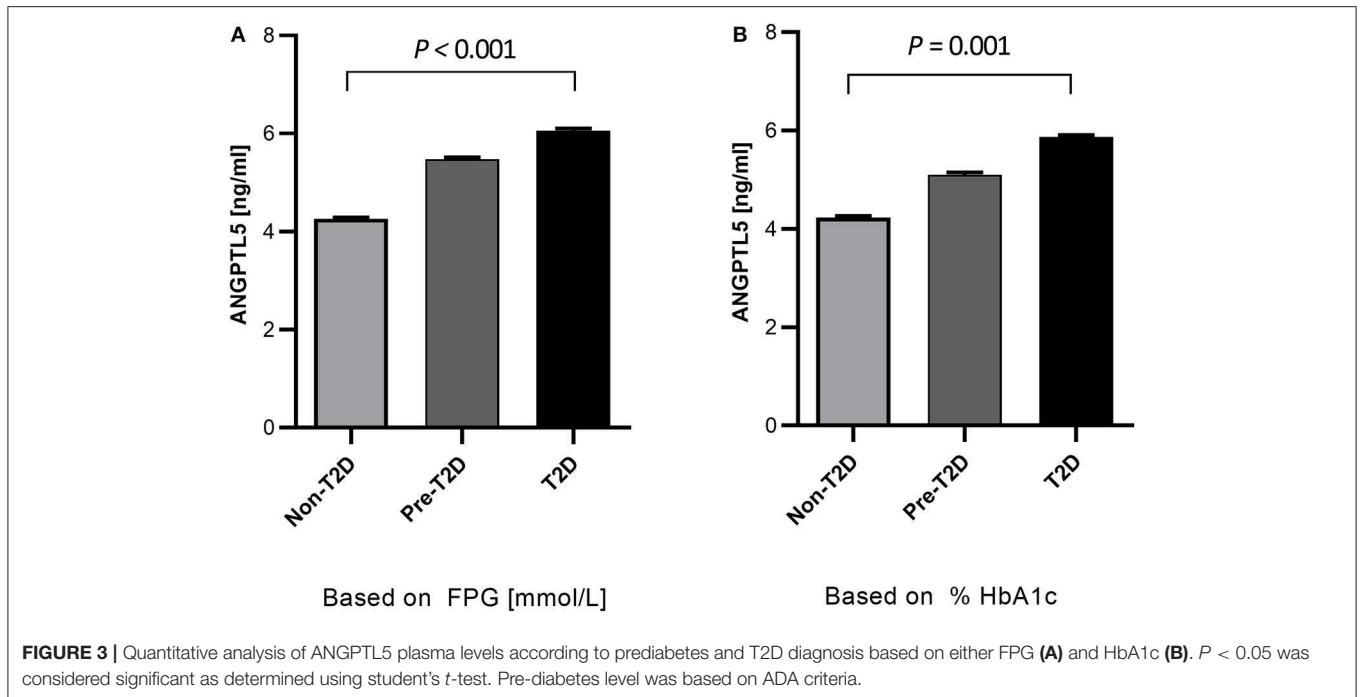 A
8
6
4
2
0
ANGPTL5 [ng/ml]
P < 0.001
Non-T2D
Pre-T2D
T2D
Based on FPG [mmol/L]
B
8
6
4
2
0
ANGPTL5 [ng/ml]
P = 0.001
Non-T2D
Pre-T2D
T2D
Based on % HbA1c
FIGURE 3 | Quantitative analysis of ANGPTL5 plasma levels according to prediabetes and T2D diagnosis based on either FPG (A) and HbA1c (B). P < 0.05 was
considered significant as determined using student's t-test. Pre-diabetes level was based on ADA criteria.